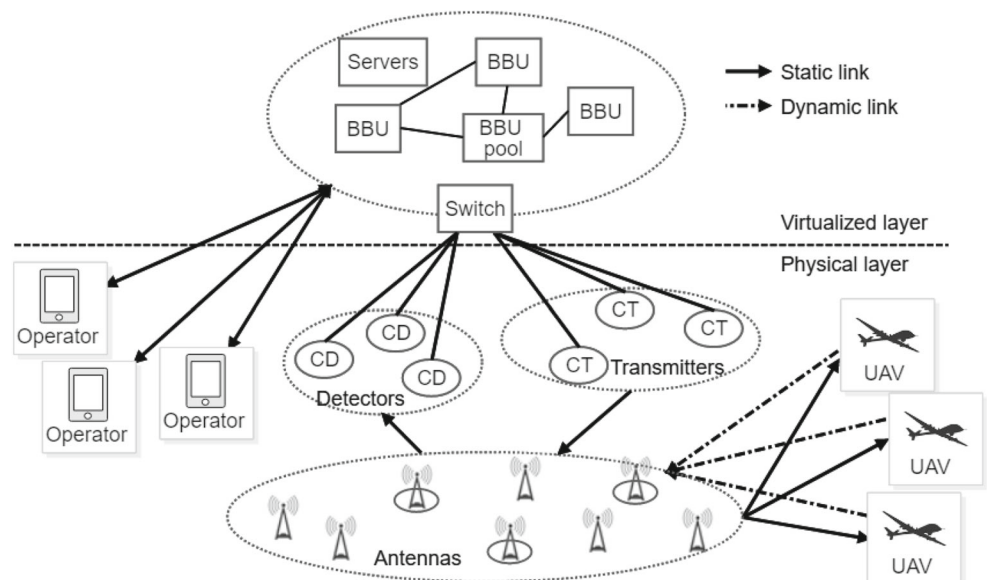 Servers
BBU
BBU
BBU
BBU
pool
Switch
Static link
Dynamic link
Virtualized layer
Physical layer
Operator
Operator
Operator
CD
CD
CD
Detectors
CT
CT
CT
Transmitters
UAV
UAV
UAV
Antennas